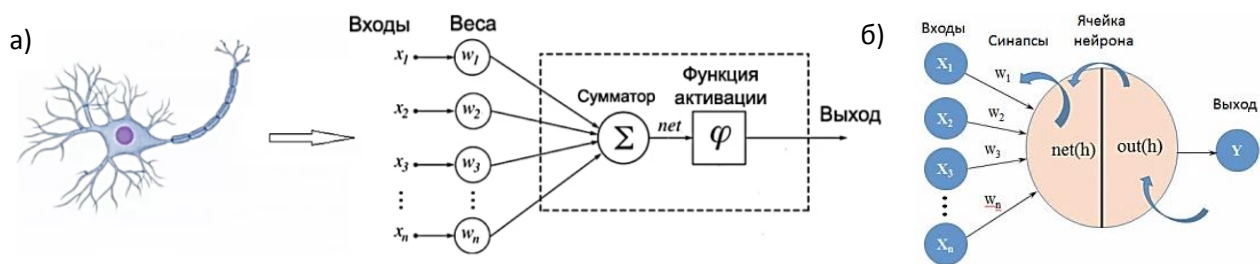 а)
Входы
Веса
x1
w1
x2
w2
x3
w3
xn
wn
Сумматор
Σ
net
Функция
активации
φ
Выход
б)
Входы
Синапсы
Ячейка
нейрона
X1
w1
X2
w2
X3
w3
Xn
wn
net(h)
out(h)
Выход
Y